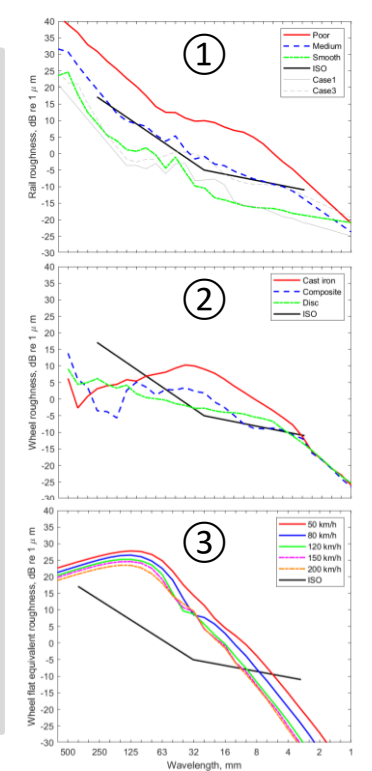 40
35
30
25
20
15
10
5
0
-5
-10
-15
-20
-25
-30
Rail roughness, dB re 1 μ m
①
Poor
Medium
Smooth
ISO
Case1
Case3
40
35
30
25
20
15
10
5
0
-5
-10
-15
-20
-25
-30
Wheel roughness, dB re 1 μ m
②
Cast iron
Composite
Disc
ISO
40
35
30
25
20
15
10
5
0
-5
-10
-15
-20
-25
-30
Wheel flat equivalent roughness, dB re 1 μ m
③
50 km/h
80 km/h
120 km/h
150 km/h
200 km/h
ISO
500 250 125 63 32 16 8 4 2 1
Wavelength, mm